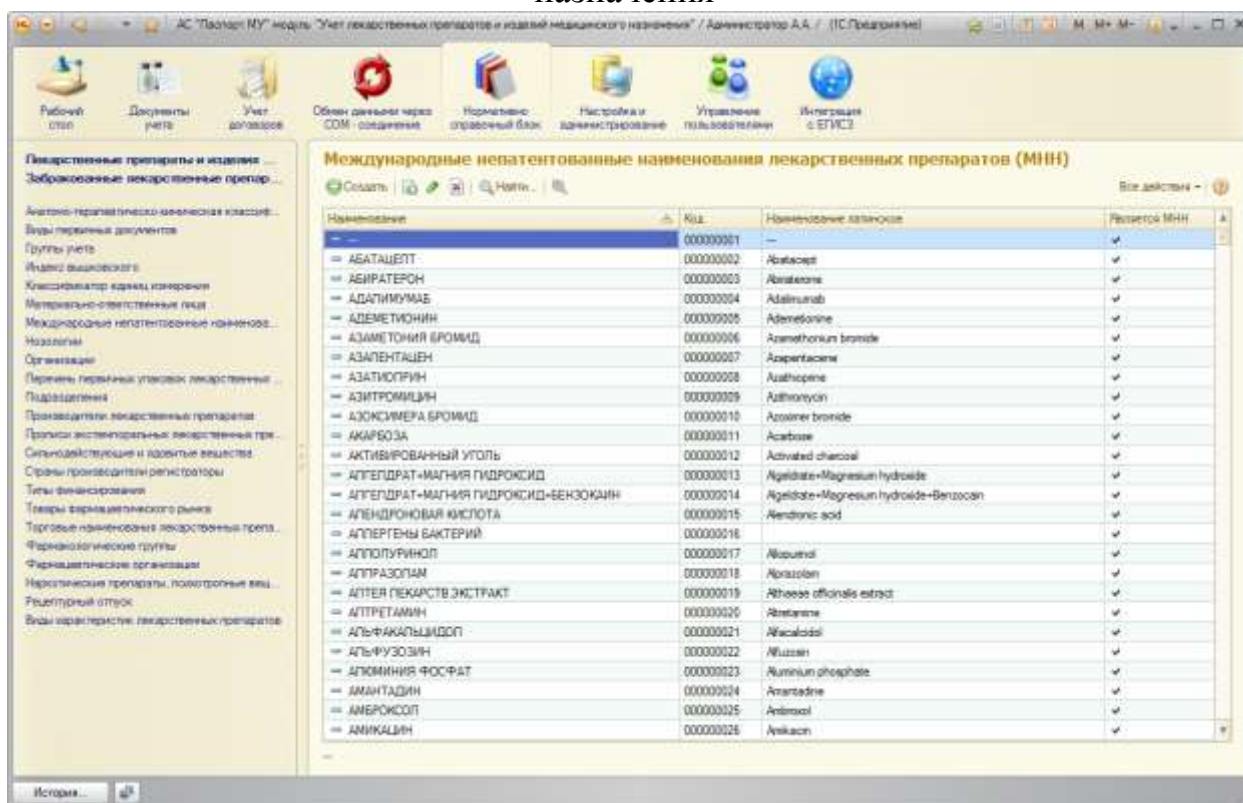 назначения
АС "Паспорт МУ" модуль "Учет лекарственных препаратов и изделий медицинского назначения" / Администратор А.А. / (1С:Предприятие)
M M+ M-
Рабочий стол
Документы учета
Учет договоров
Обмен данными через COM - соединение
Нормативно справочный блок
Настройка и администрирование
Управление пользователями
Интеграция с ЕГИСЗ
Лекарственные препараты и изделия ...
Забракованные лекарственные препар...
Анатомо-терапевтическо-химическая классиф...
Виды первичных документов
Группы учета
Индекс вышковского
Классификатор единиц измерения
Материально-ответственные лица
Международные непатентованные наименова...
Нозологии
Организации
Перечень первичных упаковок лекарственных ...
Подразделения
Производители лекарственных препаратов
Прописи экстемпоральных лекарственных пре...
Сильнодействующие и ядовитые вещества
Страны производители регистраторы
Типы финансирования
Товары фармацевтического рынка
Торговые наименования лекарственных препа...
Фармакологические группы
Фармацевтические организации
Наркотические препараты, психотропные вещ...
Рецептурный отпуск
Виды характеристик лекарственных препаратов
Международные непатентованные наименования лекарственных препаратов (МНН)
Создать Найти... Все действия
Наименование Код Наименование латинское Является МНН
-- 000000001 --
АБАТАЦЕПТ 000000002 Abatacept
АБИРАТЕРОН 000000003 Abiraterone
АДАЛИМУМАБ 000000004 Adalimumab
АДЕМЕТИОНИН 000000005 Ademetionine
АЗАМЕТОНИЯ БРОМИД 000000006 Azamethonium bromide
АЗАПЕНТАЦЕН 000000007 Azapentacene
АЗАТИОПРИН 000000008 Azathioprine
АЗИТРОМИЦИН 000000009 Azithromycin
АЗОКСИМЕРА БРОМИД 000000010 Azoximer bromide
АКАРБОЗА 000000011 Acarbose
АКТИВИРОВАННЫЙ УГОЛЬ 000000012 Activated charcoal
АЛГЕЛДРАТ+МАГНИЯ ГИДРОКСИД 000000013 Algeldrate+Magnesium hydroxide
АЛГЕЛДРАТ+МАГНИЯ ГИДРОКСИД+БЕНЗОКАИН 000000014 Algeldrate+Magnesium hydroxide+Benzocain
АЛЕНДРОНОВАЯ КИСЛОТА 000000015 Alendronic acid
АЛЛЕРГЕНЫ БАКТЕРИЙ 000000016
АЛЛОПУРИНОЛ 000000017 Allopurinol
АЛПРАЗОЛАМ 000000018 Alprazolam
АЛТЕЯ ЛЕКАРСТВ ЭКСТРАКТ 000000019 Althaeae officinalis extract
АЛТРЕТАМИН 000000020 Altretamine
АЛЬФАКАЛЬЦИДОЛ 000000021 Alfacalcidol
АЛЬФУЗОЗИН 000000022 Alfuzosin
АЛЮМИНИЯ ФОСФАТ 000000023 Aluminium phosphate
АМАНТАДИН 000000024 Amantadine
АМБРОКСОЛ 000000025 Ambroxol
АМИКАЦИН 000000026 Amikacin
--
История...